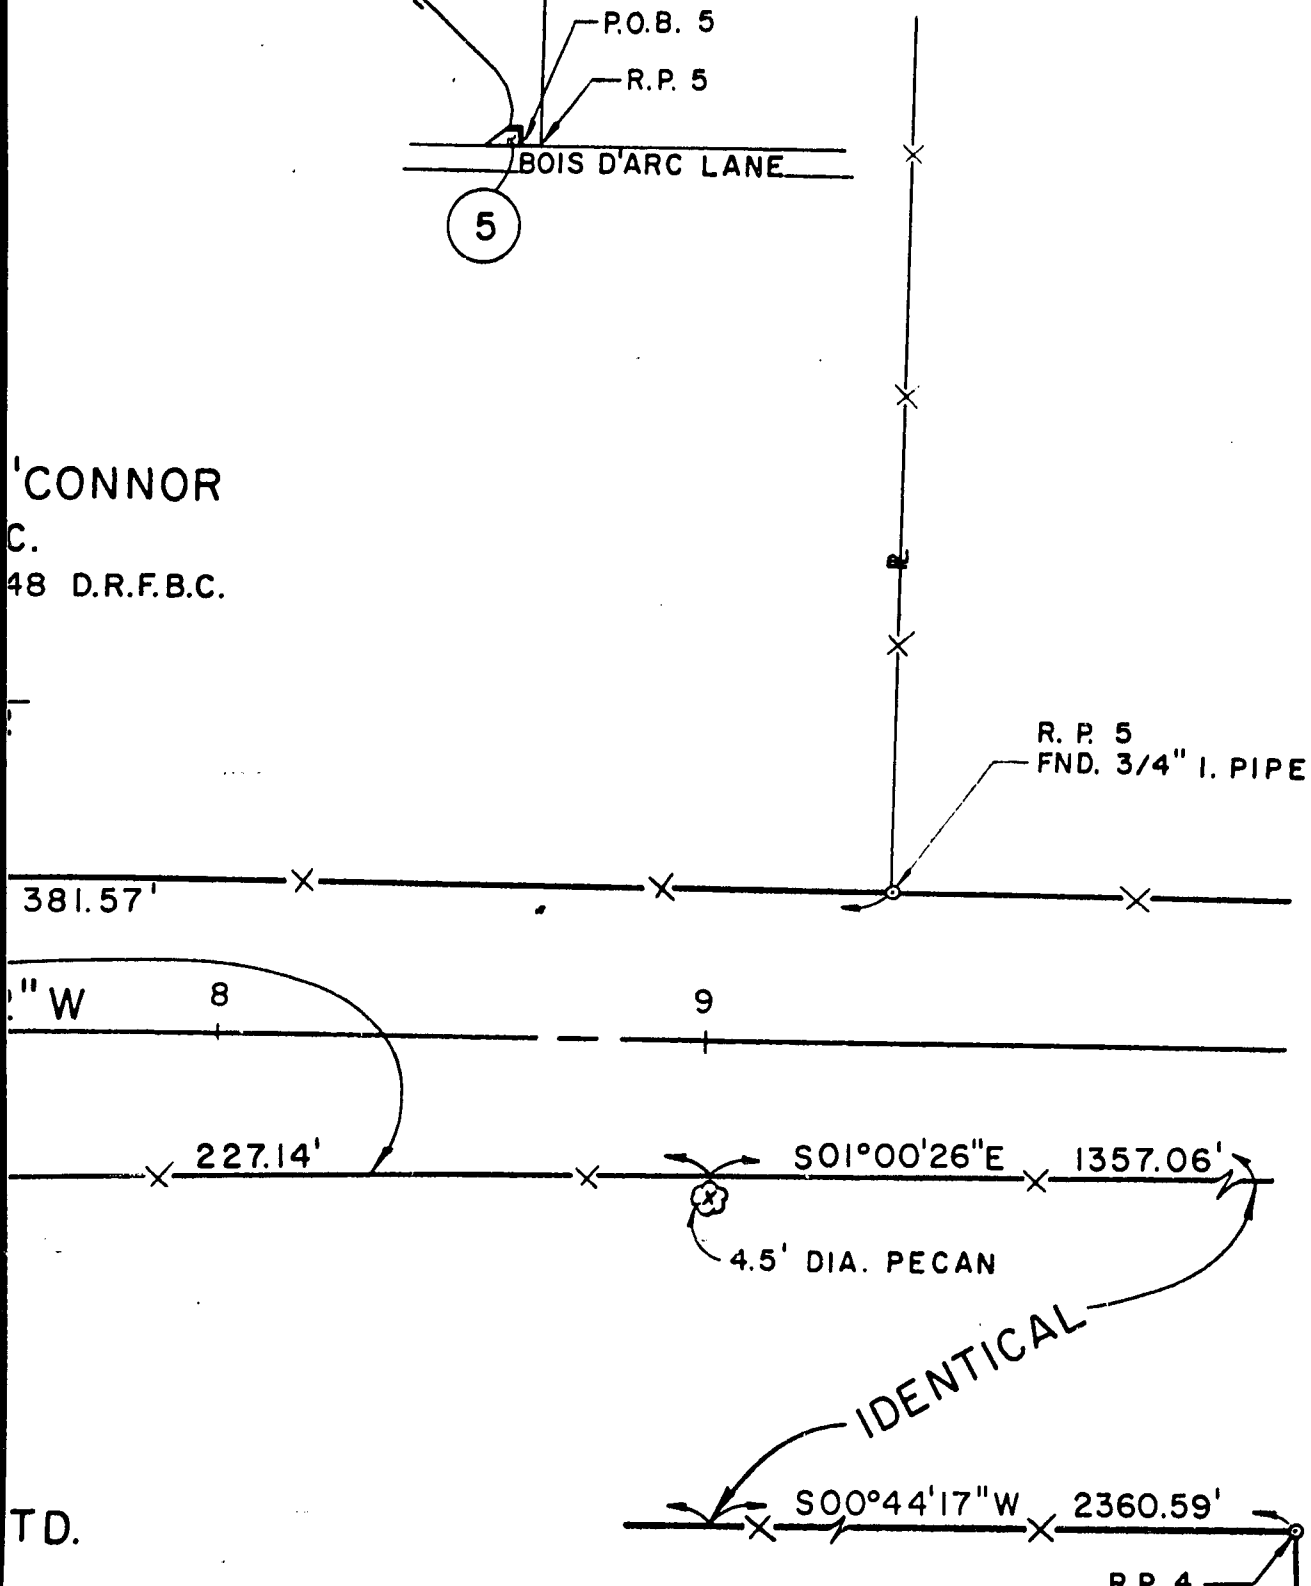 P.O.B. 5
R.P. 5
BOIS D'ARC LANE
5
'CONNOR
C.
48 D.R.F.B.C.
R. P. 5
FND. 3/4" I. PIPE
381.57'
" W
8
9
227.14'
S01°00'26"E
1357.06'
4.5' DIA. PECAN
IDENTICAL
S00°44'17"W
2360.59'
TD.
R.P. 4